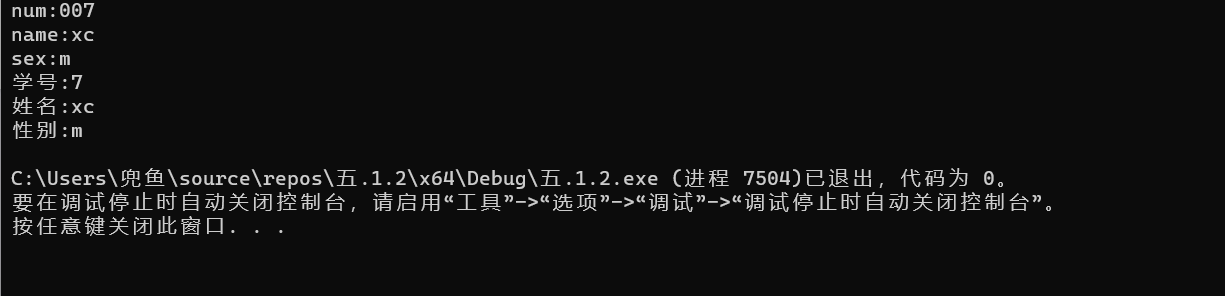 num:007
name:xc
sex:m
学号:7
姓名:xc
性别:m
C:\Users\兜鱼\source\repos\五.1.2\x64\Debug\五.1.2.exe (进程 7504)已退出，代码为 0。
要在调试停止时自动关闭控制台，请启用“工具”->“选项”->“调试”->“调试停止时自动关闭控制台”。
按任意键关闭此窗口. . .